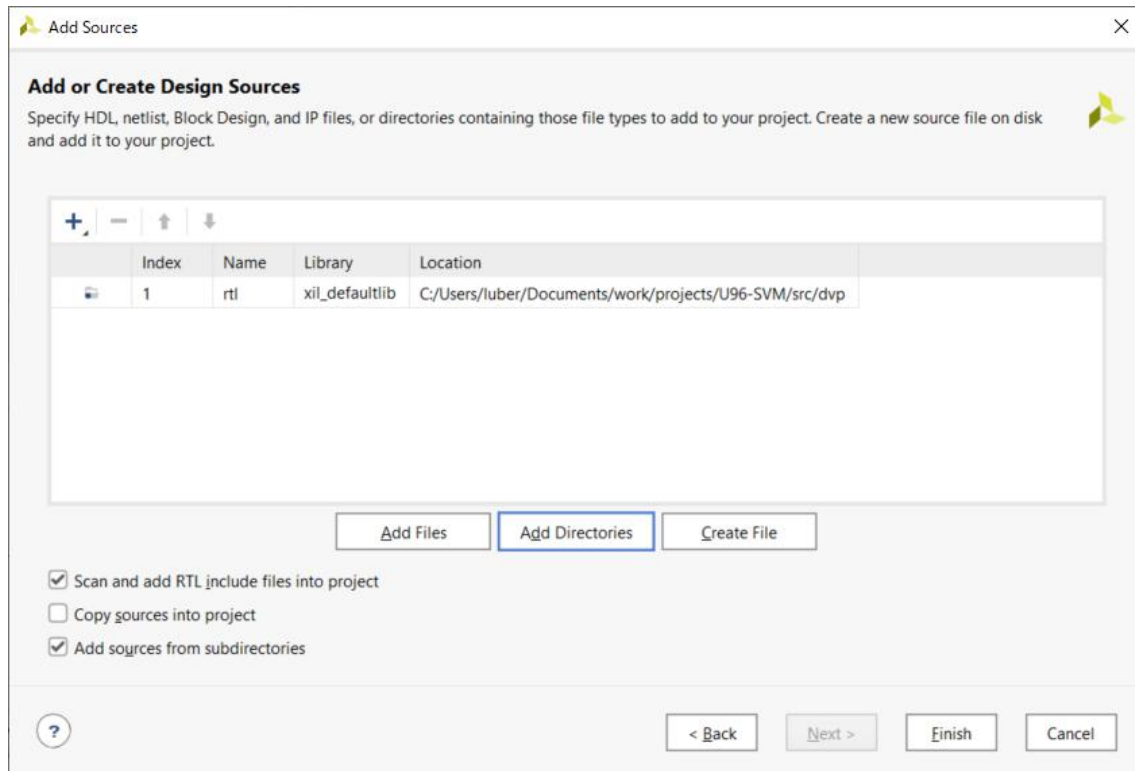 Add Sources
Add or Create Design Sources
Specify HDL, netlist, Block Design, and IP files, or directories containing those file types to add to your project. Create a new source file on disk
and add it to your project.
Index Name Library Location
1 rtl xil_defaultlib C:/Users/luber/Documents/work/projects/U96-SVM/src/dvp
Add Files Add Directories Create File
Scan and add RTL include files into project
Copy sources into project
Add sources from subdirectories
? < Back Next > Finish Cancel